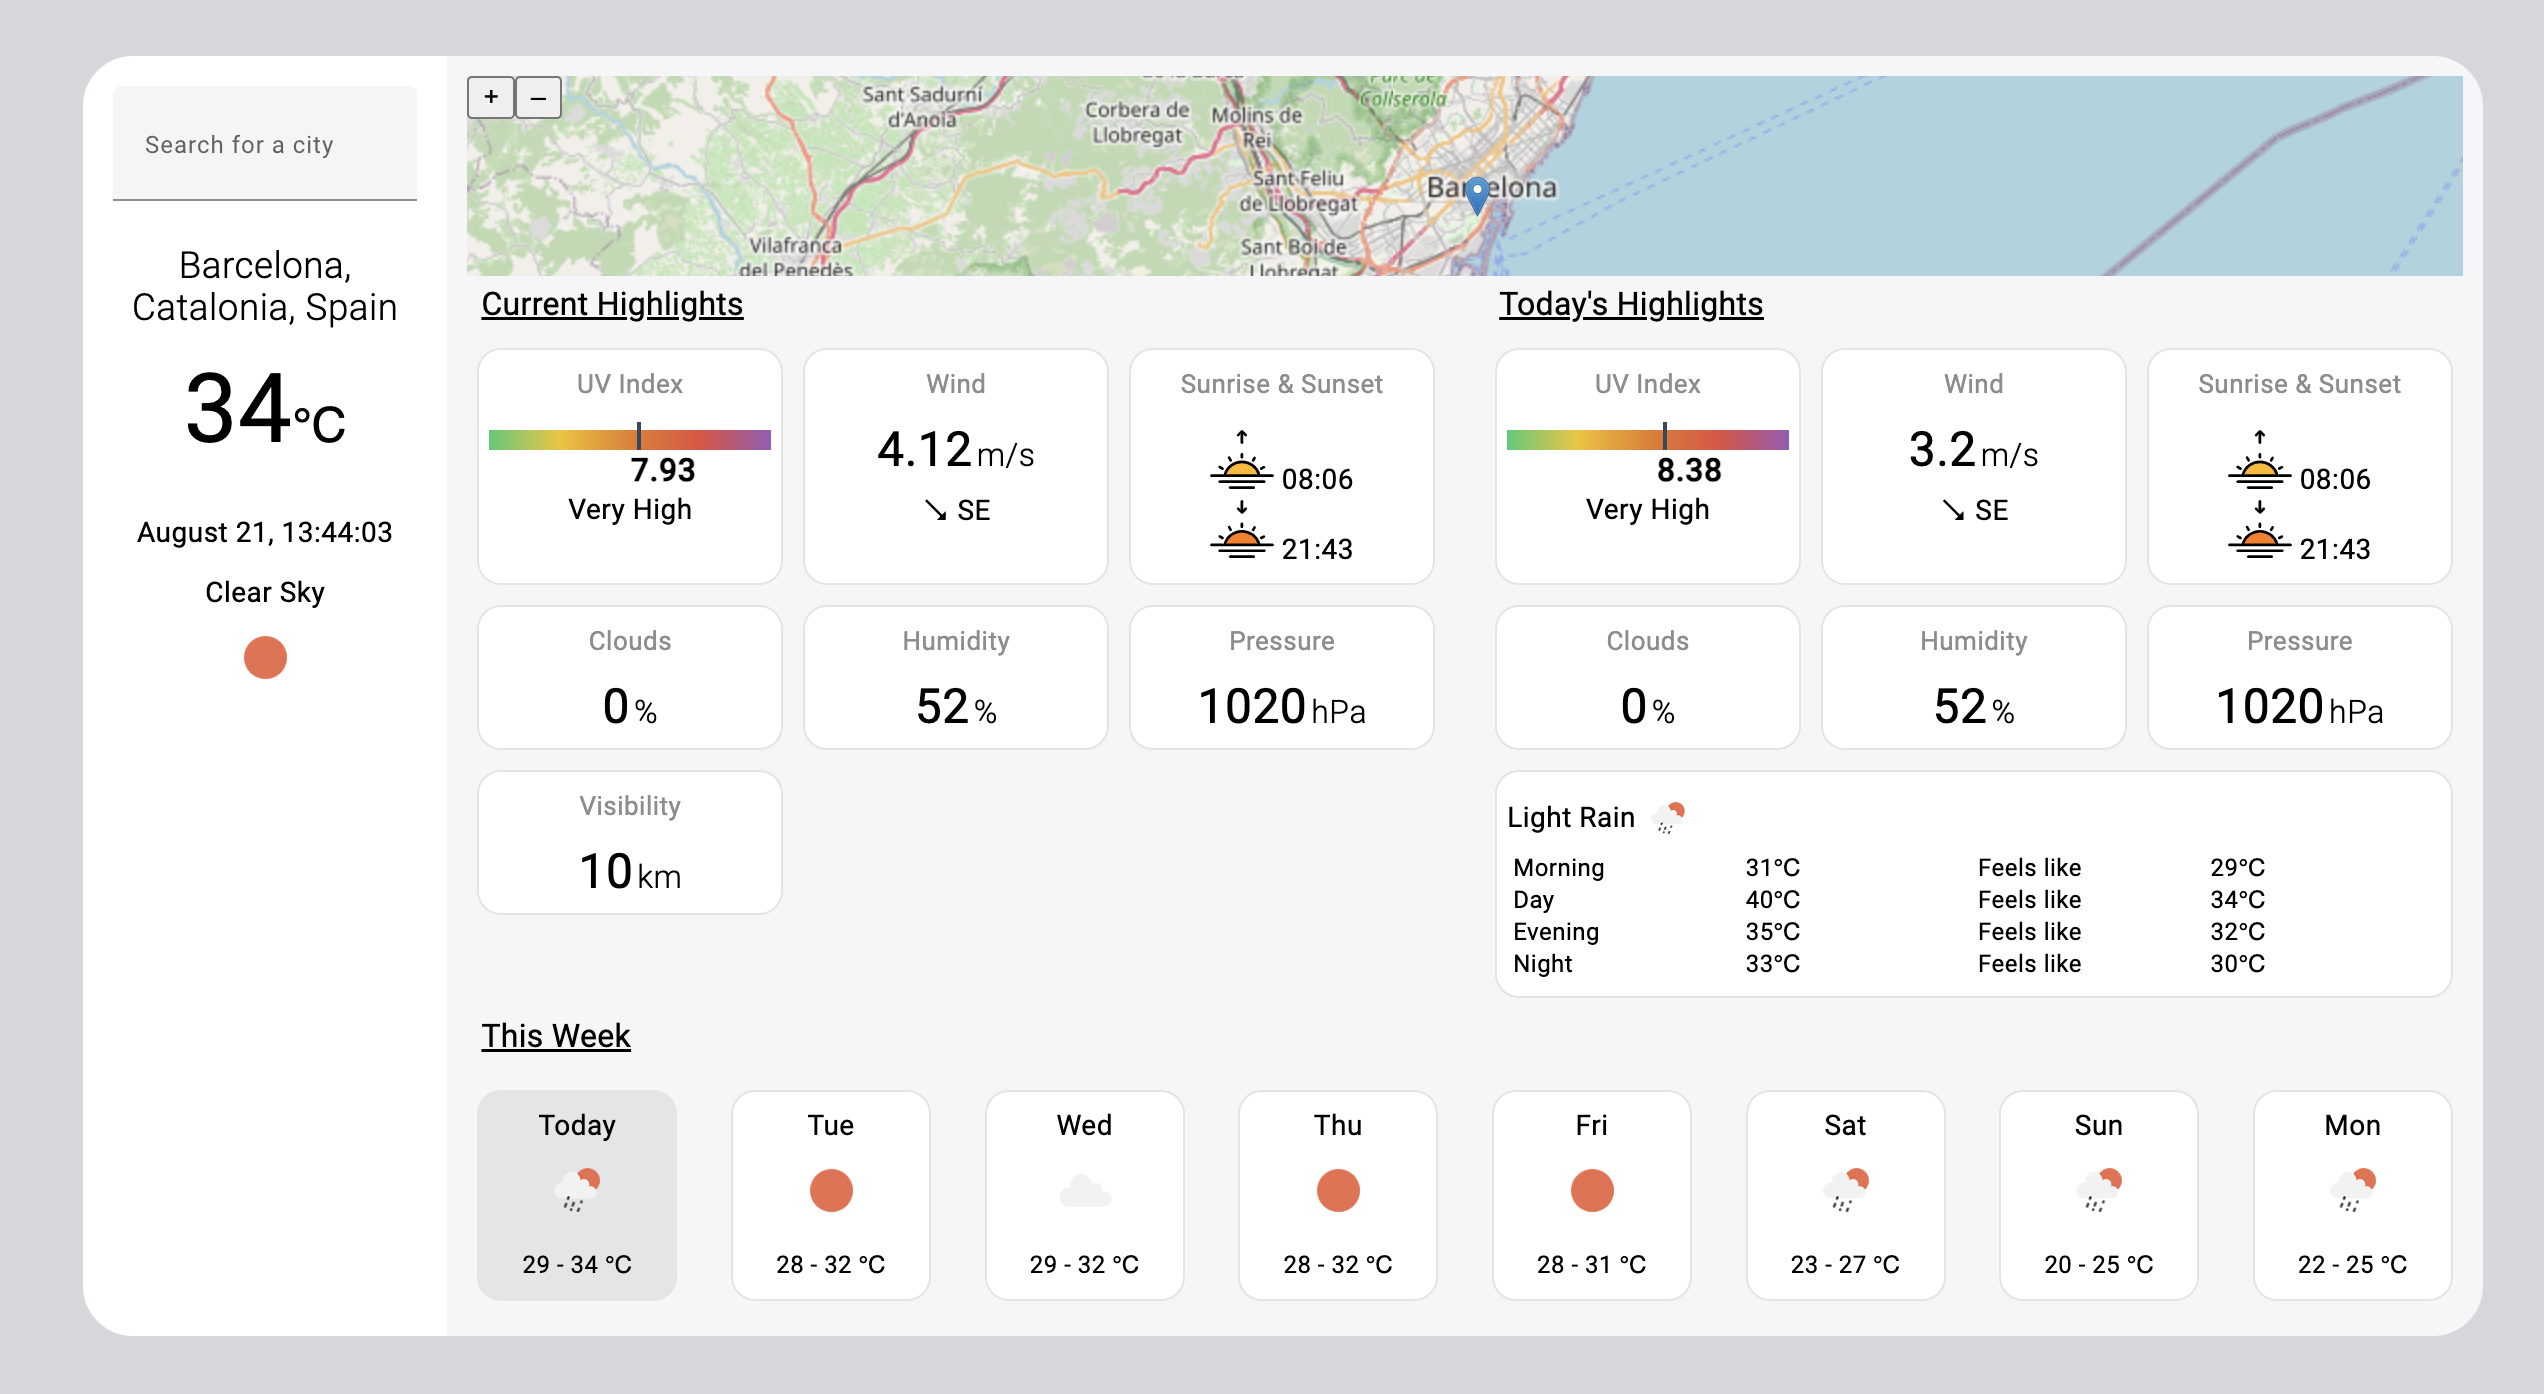 Search for a city
Barcelona,
Catalonia, Spain
34°C
August 21, 13:44:03
Clear Sky
+ –
Sant Sadurní
d'Anoia
Corbera de
Llobregat
Molins de
Rei
Parc de
Collserola
Sant Feliu
de Llobregat
Sant Boi de
Llobregat
Vilafranca
del Penedès
Current Highlights
UV Index
7.93
Very High
Wind
4.12 m/s
↘ SE
Sunrise & Sunset
08:06
21:43
Clouds
0 %
Humidity
52 %
Pressure
1020 hPa
Visibility
10 km
Today's Highlights
UV Index
8.38
Very High
Wind
3.2 m/s
↘ SE
Sunrise & Sunset
08:06
21:43
Clouds
0 %
Humidity
52 %
Pressure
1020 hPa
Light Rain
Morning 31°C Feels like 29°C
Day 40°C Feels like 34°C
Evening 35°C Feels like 32°C
Night 33°C Feels like 30°C
This Week
Today
29 - 34 °C
Tue
28 - 32 °C
Wed
29 - 32 °C
Thu
28 - 32 °C
Fri
28 - 31 °C
Sat
23 - 27 °C
Sun
20 - 25 °C
Mon
22 - 25 °C